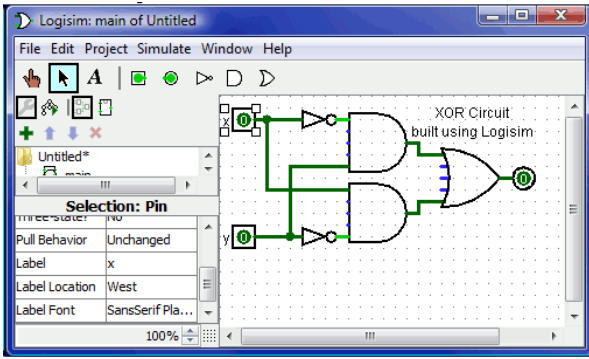 Logisim: main of Untitled
File Edit Project Simulate Window Help
A
Untitled*
main
Selection: Pin
Three-state? No
Pull Behavior Unchanged
Label x
Label Location West
Label Font SansSerif Pla...
100%
XOR Circuit
built using Logisim
x 0
0
y 0